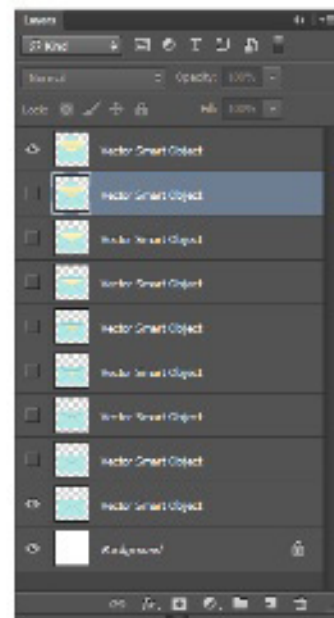 Layers
Kind
Normal Opacity: 100%
Lock: Fill: 100%
Vector Smart Object
Vector Smart Object
Vector Smart Object
Vector Smart Object
Vector Smart Object
Vector Smart Object
Vector Smart Object
Vector Smart Object
Vector Smart Object
Background
fx